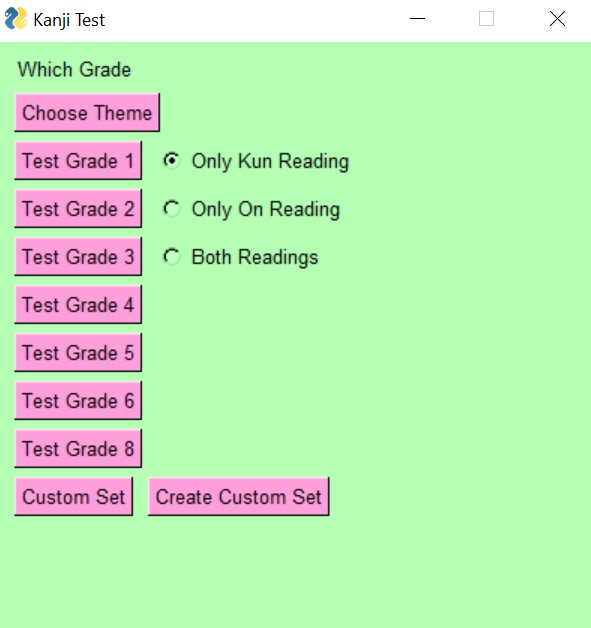 Kanji Test
Which Grade
Choose Theme
Test Grade 1 Only Kun Reading
Test Grade 2 Only On Reading
Test Grade 3 Both Readings
Test Grade 4
Test Grade 5
Test Grade 6
Test Grade 8
Custom Set Create Custom Set